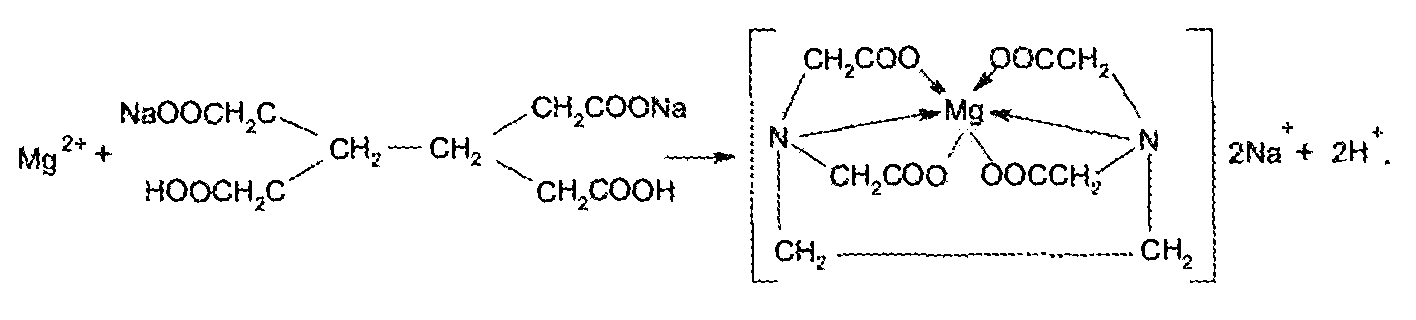 CH₂COO OOCCH₂
NaOOCH₂C CH₂COONa Mg
Mg²⁺ + CH₂ — CH₂ → N N 2Na⁺ + 2H⁺.
HOOCH₂C CH₂COOH CH₂COO OOCCH₂
CH₂ CH₂